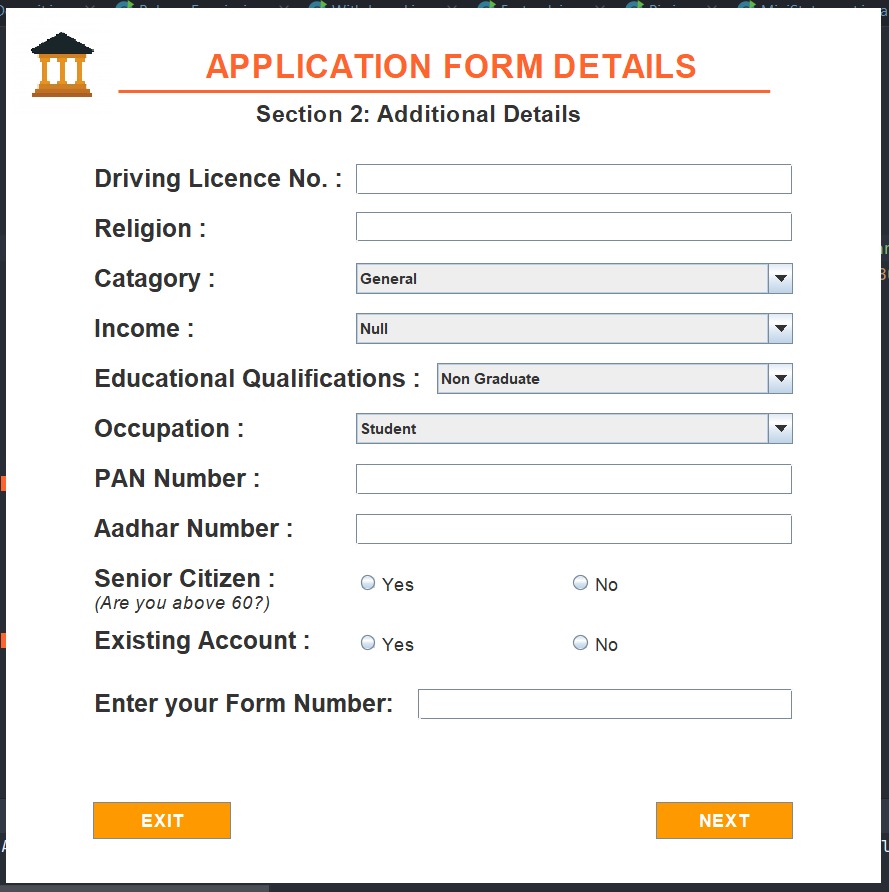 APPLICATION FORM DETAILS
Section 2: Additional Details
Driving Licence No. :
Religion :
Catagory :
General
Income :
Null
Educational Qualifications :
Non Graduate
Occupation :
Student
PAN Number :
Aadhar Number :
Senior Citizen :
Yes
No
(Are you above 60?)
Existing Account :
Yes
No
Enter your Form Number:
EXIT
NEXT